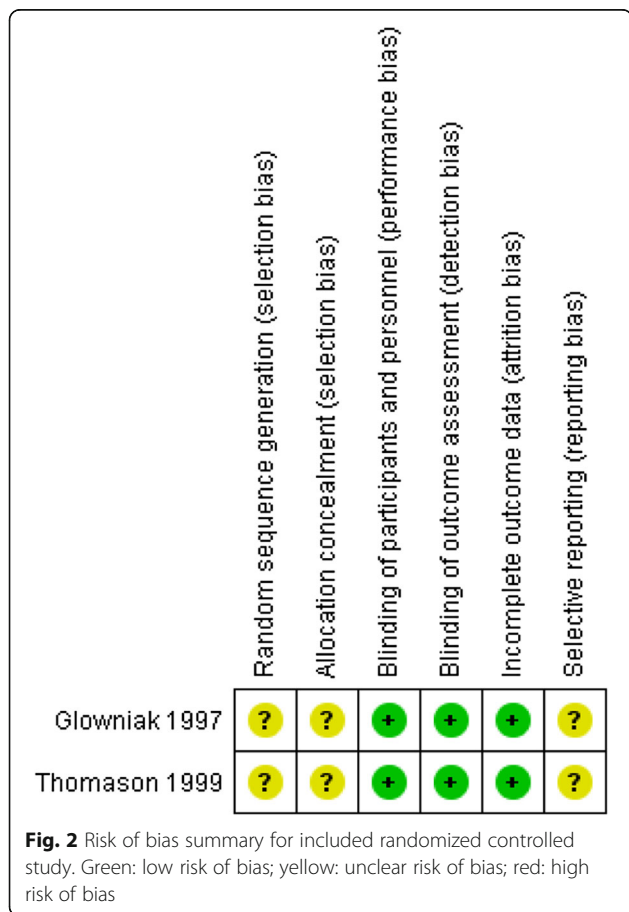 Random sequence generation (selection bias)
Allocation concealment (selection bias)
Blinding of participants and personnel (performance bias)
Blinding of outcome assessment (detection bias)
Incomplete outcome data (attrition bias)
Selective reporting (reporting bias)
Glowniak 1997 ? ? + + + ?
Thomason 1999 ? ? + + + ?
Fig. 2 Risk of bias summary for included randomized controlled
study. Green: low risk of bias; yellow: unclear risk of bias; red: high
risk of bias